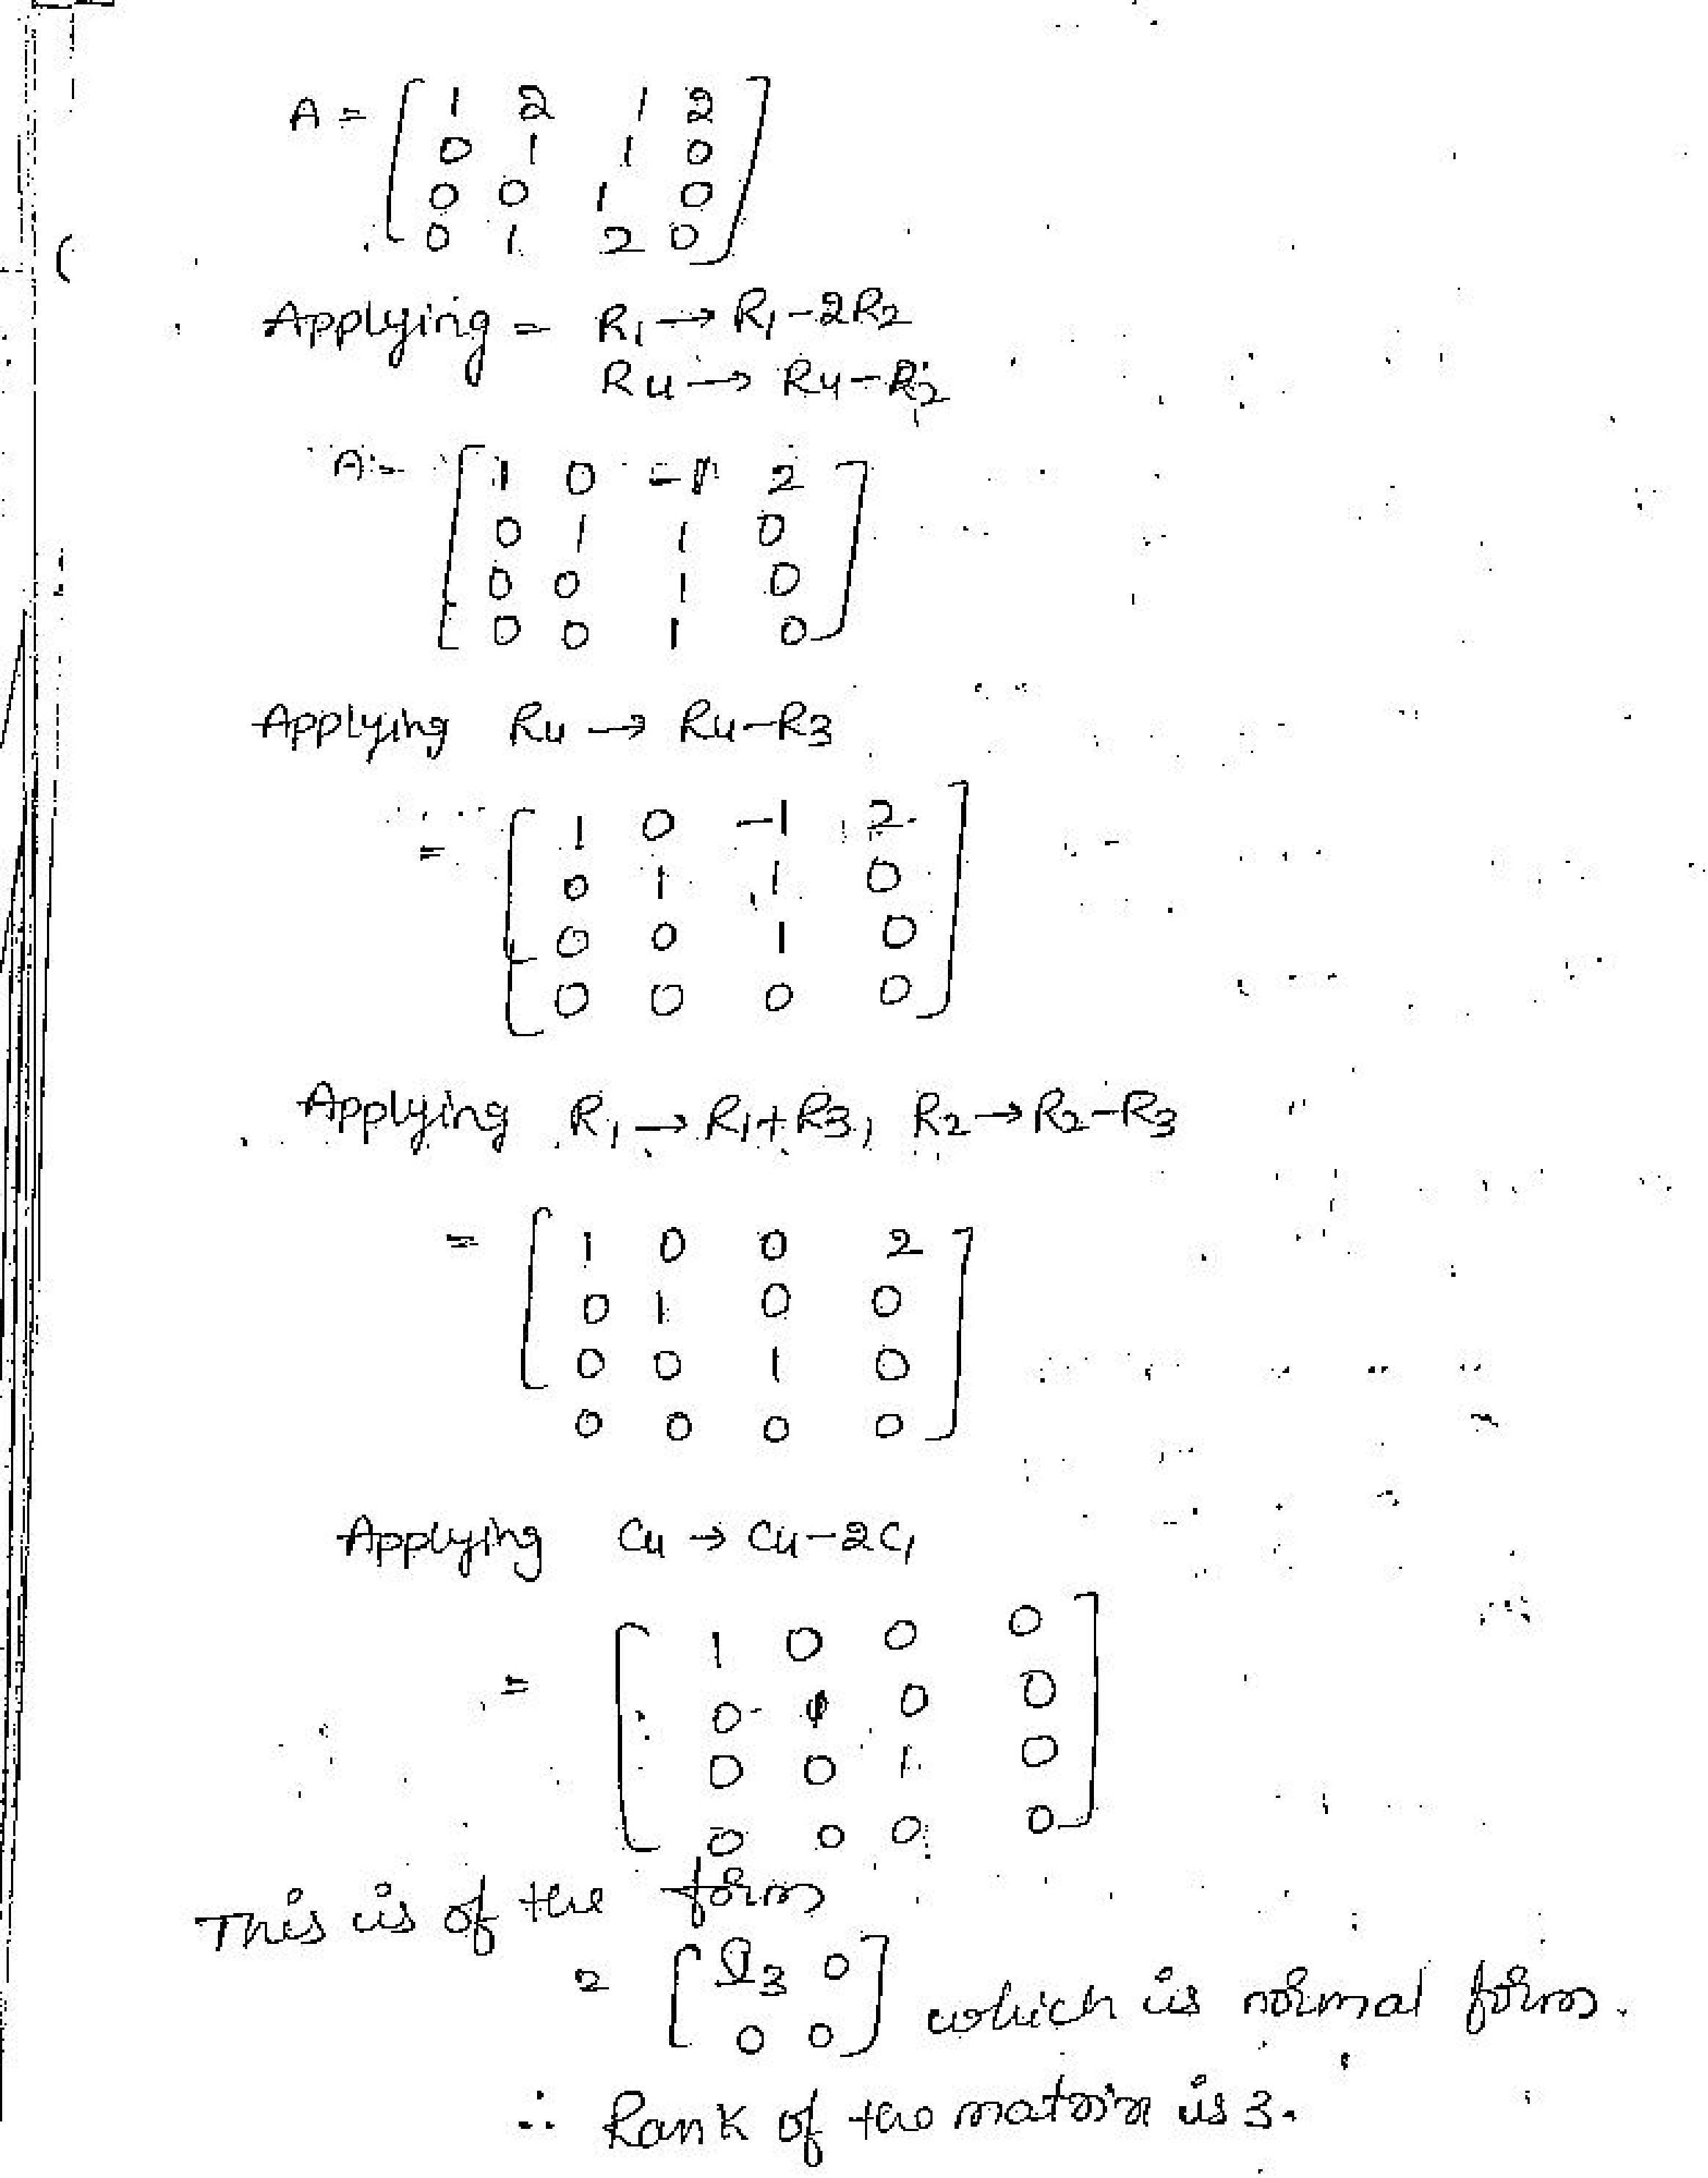 A = [ 1 2 1 2
0 1 1 0
0 0 1 0
0 1 2 0 ]
Applying = R1 → R1 - 2R2
R4 → R4 - R2
A = [ 1 0 -1 2
0 1 1 0
0 0 1 0
0 0 1 0 ]
Applying R4 → R4 - R3
= [ 1 0 -1 2
0 1 1 0
0 0 1 0
0 0 0 0 ]
Applying R1 → R1 + R3, R2 → R2 - R3
= [ 1 0 0 2
0 1 0 0
0 0 1 0
0 0 0 0 ]
Applying C4 → C4 - 2C1
= [ 1 0 0 0
0 1 0 0
0 0 1 0
0 0 0 0 ]
This is of the form
= [ I3 0
0 0 ] which is normal form.
∴ Rank of the matrix is 3.